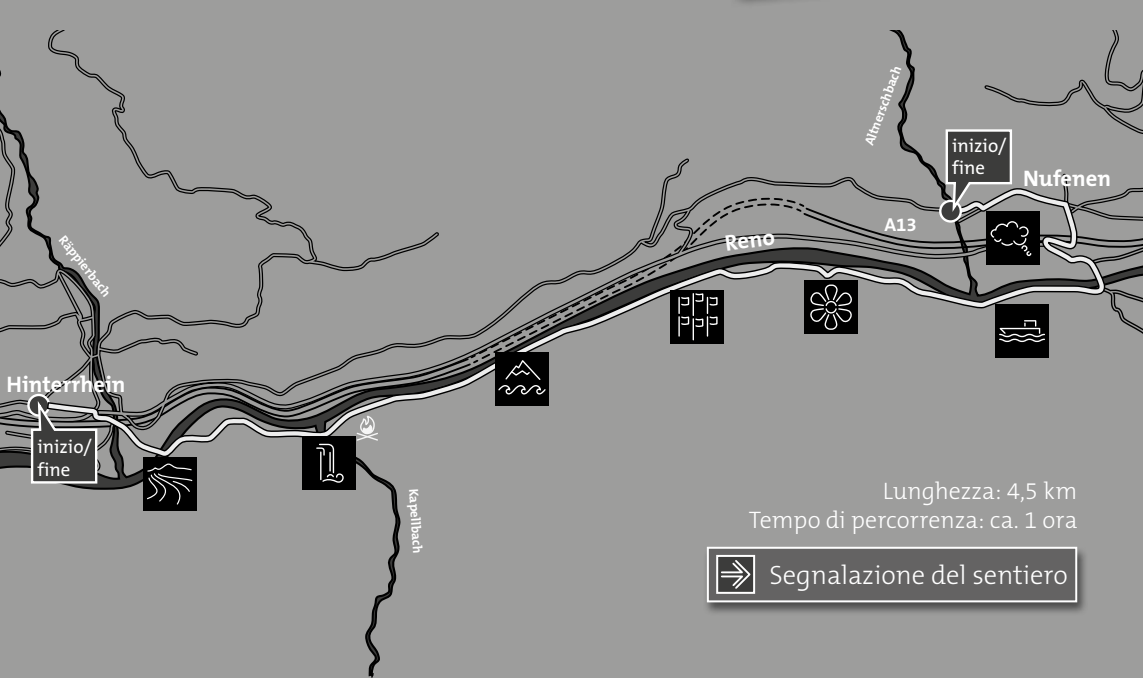 Altnerschbach
inizio/
fine
Nufenen
A13
Reno
Räppierbach
Hinterrhein
inizio/
fine
Kapellbach
Lunghezza: 4,5 km
Tempo di percorrenza: ca. 1 ora
Segnalazione del sentiero